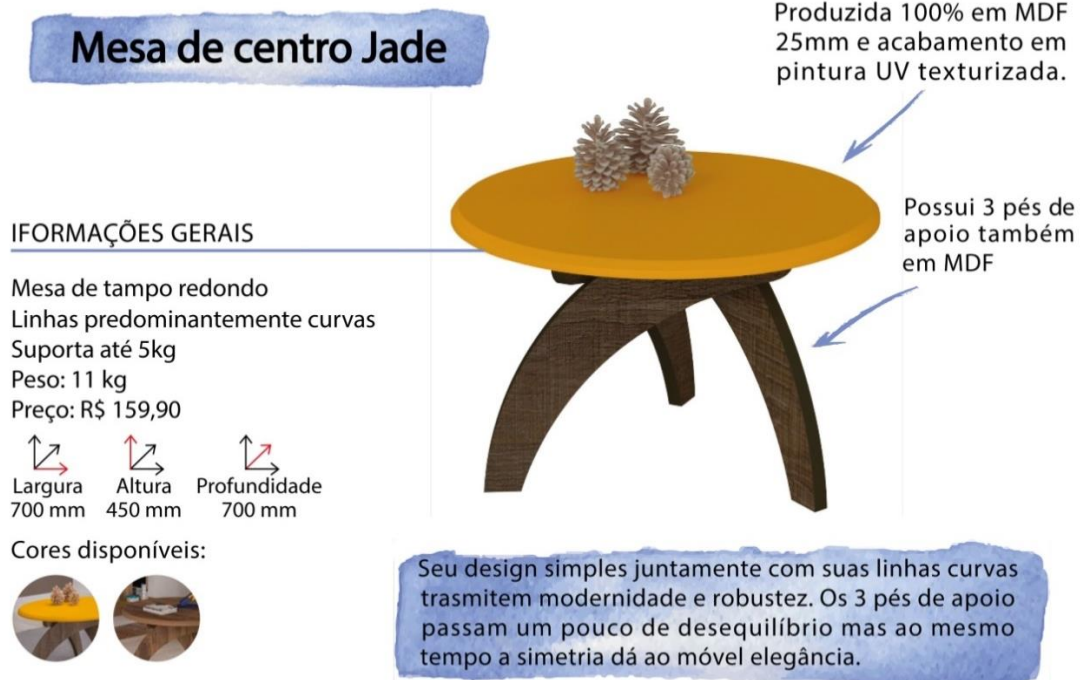 Mesa de centro Jade
Produzida 100% em MDF
25mm e acabamento em
pintura UV texturizada.
Possui 3 pés de
apoio também
em MDF
IFORMAÇÕES GERAIS
Mesa de tampo redondo
Linhas predominantemente curvas
Suporta até 5kg
Peso: 11 kg
Preço: R$ 159,90
Largura Altura Profundidade
700 mm 450 mm 700 mm
Cores disponíveis:
Seu design simples juntamente com suas linhas curvas
trasmitem modernidade e robustez. Os 3 pés de apoio
passam um pouco de desequilíbrio mas ao mesmo
tempo a simetria dá ao móvel elegância.